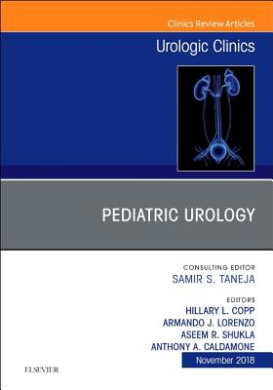 Clinics Review Articles
Urologic Clinics
PEDIATRIC UROLOGY
CONSULTING EDITOR
SAMIR S. TANEJA
EDITORS
HILLARY L. COPP
ARMANDO J. LORENZO
ASEEM R. SHUKLA
ANTHONY A. CALDAMONE
ELSEVIER
November 2018